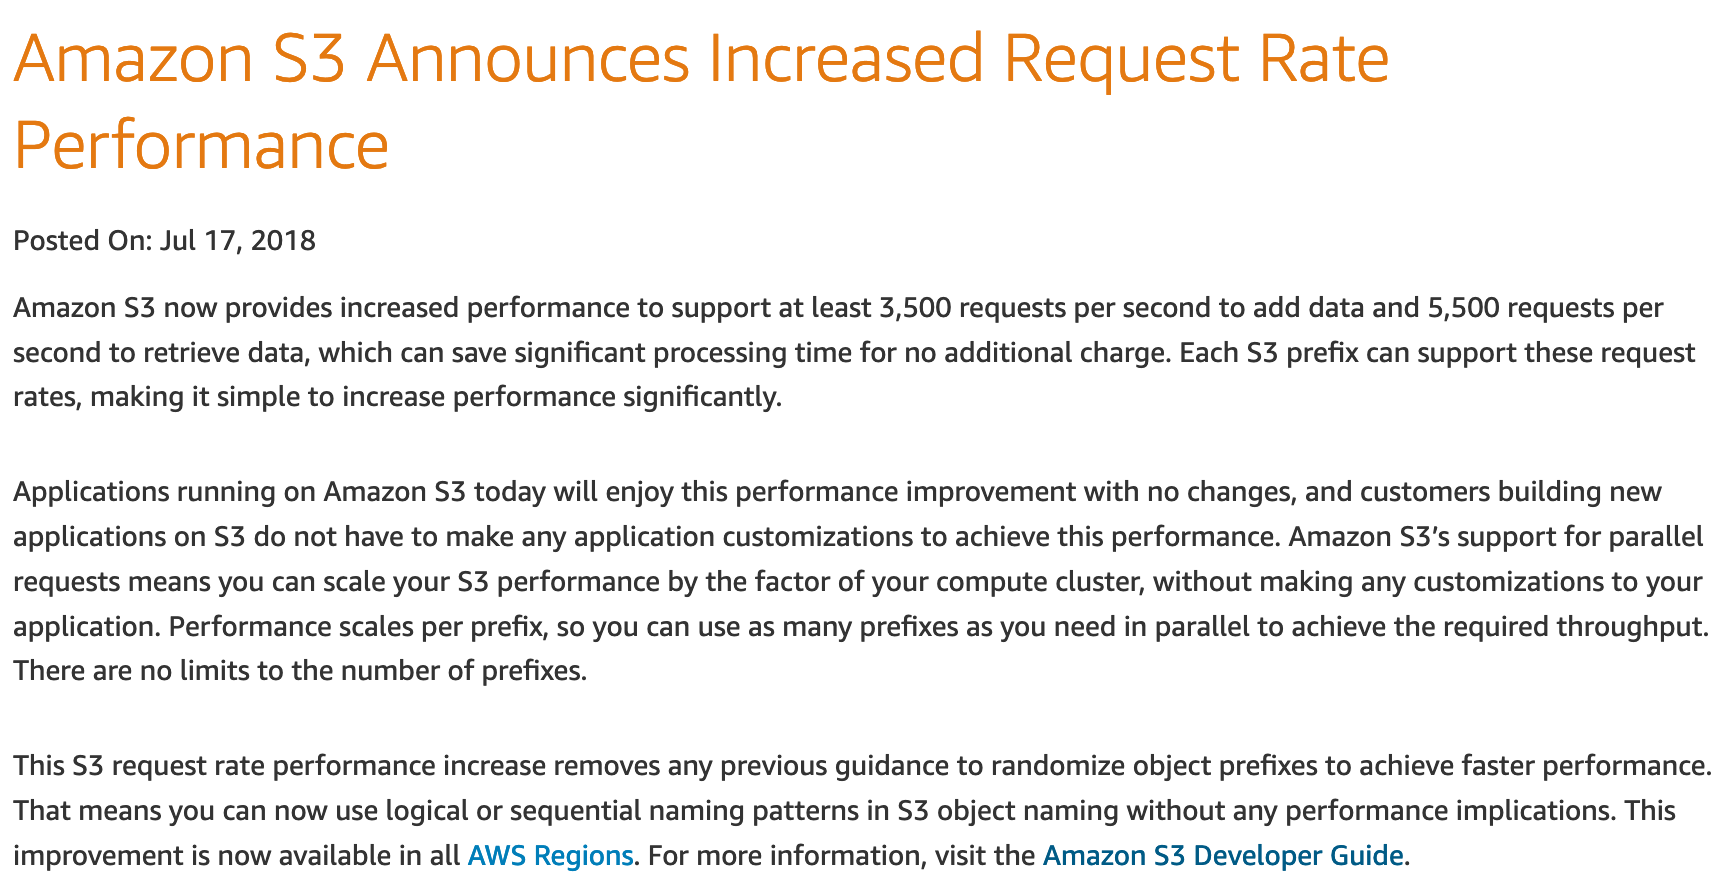 Amazon S3 Announces Increased Request Rate
Performance
Posted On: Jul 17, 2018
Amazon S3 now provides increased performance to support at least 3,500 requests per second to add data and 5,500 requests per
second to retrieve data, which can save significant processing time for no additional charge. Each S3 prefix can support these request
rates, making it simple to increase performance significantly.
Applications running on Amazon S3 today will enjoy this performance improvement with no changes, and customers building new
applications on S3 do not have to make any application customizations to achieve this performance. Amazon S3’s support for parallel
requests means you can scale your S3 performance by the factor of your compute cluster, without making any customizations to your
application. Performance scales per prefix, so you can use as many prefixes as you need in parallel to achieve the required throughput.
There are no limits to the number of prefixes.
This S3 request rate performance increase removes any previous guidance to randomize object prefixes to achieve faster performance.
That means you can now use logical or sequential naming patterns in S3 object naming without any performance implications. This
improvement is now available in all AWS Regions. For more information, visit the Amazon S3 Developer Guide.